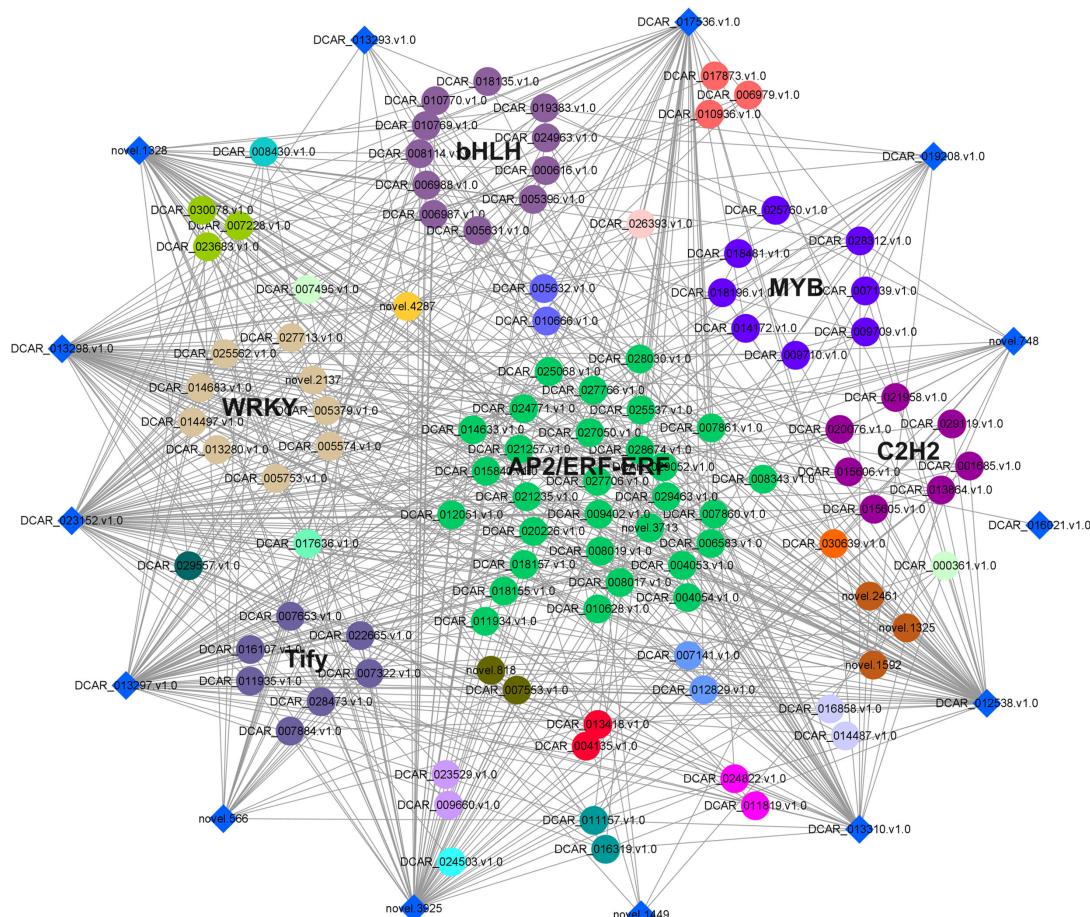 DCAR_017536.v1.0
DCAR_013293.v1.0
DCAR_017873.v1.0
DCAR_018135.v1.0
DCAR_006979.v1.0
DCAR_010770.v1.0
DCAR_019383.v1.0
DCAR_010936.v1.0
DCAR_010769.v1.0
DCAR_024963.v1.0
novel.1328
DCAR_008430.v1.0
DCAR_008114.v1.0
bHLH
DCAR_019208.v1.0
DCAR_000616.v1.0
DCAR_006988.v1.0
DCAR_005396.v1.0
DCAR_030078.v1.0
DCAR_006987.v1.0
DCAR_025760.v1.0
DCAR_007228.v1.0
DCAR_026393.v1.0
DCAR_005631.v1.0
DCAR_023683.v1.0
DCAR_028312.v1.0
DCAR_018481.v1.0
DCAR_007495.v1.0
DCAR_005632.v1.0
MYB
DCAR_018196.v1.0
DCAR_007139.v1.0
novel.4287
DCAR_010666.v1.0
DCAR_014172.v1.0
DCAR_009709.v1.0
DCAR_027713.v1.0
novel.748
DCAR_013298.v1.0
DCAR_025562.v1.0
DCAR_009710.v1.0
DCAR_028030.v1.0
DCAR_025068.v1.0
novel.2137
DCAR_014683.v1.0
DCAR_027766.v1.0
DCAR_021958.v1.0
WRKY
DCAR_005379.v1.0
DCAR_024771.v1.0
DCAR_025537.v1.0
DCAR_014497.v1.0
DCAR_029119.v1.0
DCAR_007861.v1.0
DCAR_020076.v1.0
DCAR_014633.v1.0
DCAR_027050.v1.0
DCAR_005574.v1.0
DCAR_013280.v1.0
DCAR_021257.v1.0
DCAR_028674.v1.0
C2H2
AP2/ERF-ERF
DCAR_001685.v1.0
DCAR_015606.v1.0
DCAR_005753.v1.0
DCAR_008343.v1.0
DCAR_027706.v1.0
DCAR_013864.v1.0
DCAR_021235.v1.0
DCAR_029463.v1.0
DCAR_015605.v1.0
DCAR_012051.v1.0
DCAR_009402.v1.0
DCAR_007860.v1.0
DCAR_023152.v1.0
DCAR_016021.v1.0
novel.3713
DCAR_020226.v1.0
DCAR_017636.v1.0
DCAR_006583.v1.0
DCAR_030639.v1.0
DCAR_008019.v1.0
DCAR_029557.v1.0
DCAR_018157.v1.0
DCAR_004053.v1.0
DCAR_000361.v1.0
DCAR_008017.v1.0
DCAR_018155.v1.0
novel.2461
DCAR_004054.v1.0
DCAR_010628.v1.0
DCAR_007653.v1.0
DCAR_011934.v1.0
novel.1325
DCAR_022665.v1.0
DCAR_016107.v1.0
Tify
DCAR_007141.v1.0
novel.1592
novel.818
DCAR_007322.v1.0
DCAR_013297.v1.0
DCAR_011935.v1.0
DCAR_007553.v1.0
DCAR_012829.v1.0
DCAR_028473.v1.0
DCAR_012538.v1.0
DCAR_016858.v1.0
DCAR_013418.v1.0
DCAR_007884.v1.0
DCAR_014487.v1.0
DCAR_004135.v1.0
DCAR_023529.v1.0
DCAR_024822.v1.0
DCAR_009660.v1.0
DCAR_011819.v1.0
novel.566
DCAR_011157.v1.0
DCAR_013310.v1.0
DCAR_016319.v1.0
DCAR_024503.v1.0
novel.3925
novel.1449